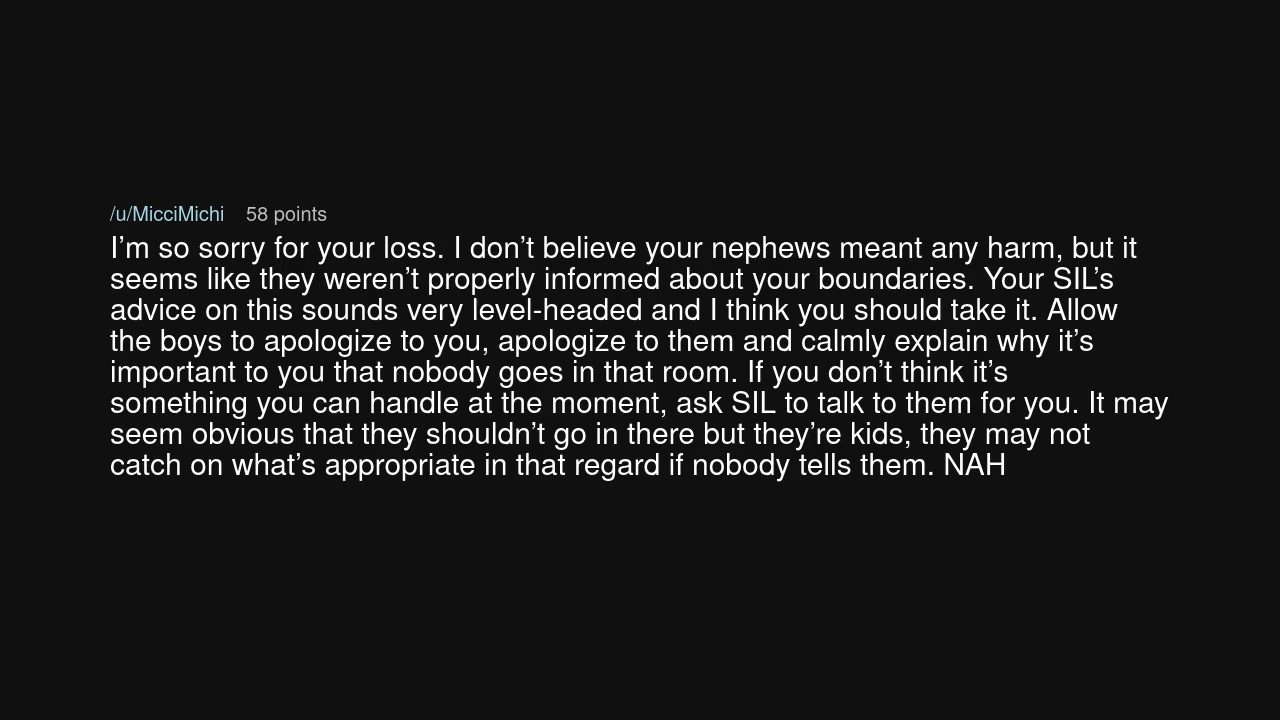 /u/MicciMichi 58 points
I’m so sorry for your loss. I don’t believe your nephews meant any harm, but it
seems like they weren’t properly informed about your boundaries. Your SIL’s
advice on this sounds very level-headed and I think you should take it. Allow
the boys to apologize to you, apologize to them and calmly explain why it’s
important to you that nobody goes in that room. If you don’t think it’s
something you can handle at the moment, ask SIL to talk to them for you. It may
seem obvious that they shouldn’t go in there but they’re kids, they may not
catch on what’s appropriate in that regard if nobody tells them. NAH